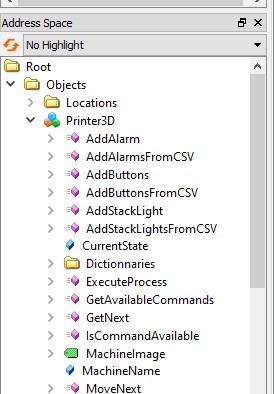 Address Space
No Highlight
Root
Objects
Locations
Printer3D
AddAlarm
AddAlarmsFromCSV
AddButtons
AddButtonsFromCSV
AddStackLight
AddStackLightsFromCSV
CurrentState
Dictionnaries
ExecuteProcess
GetAvailableCommands
GetNext
IsCommandAvailable
MachineImage
MachineName
MoveNext